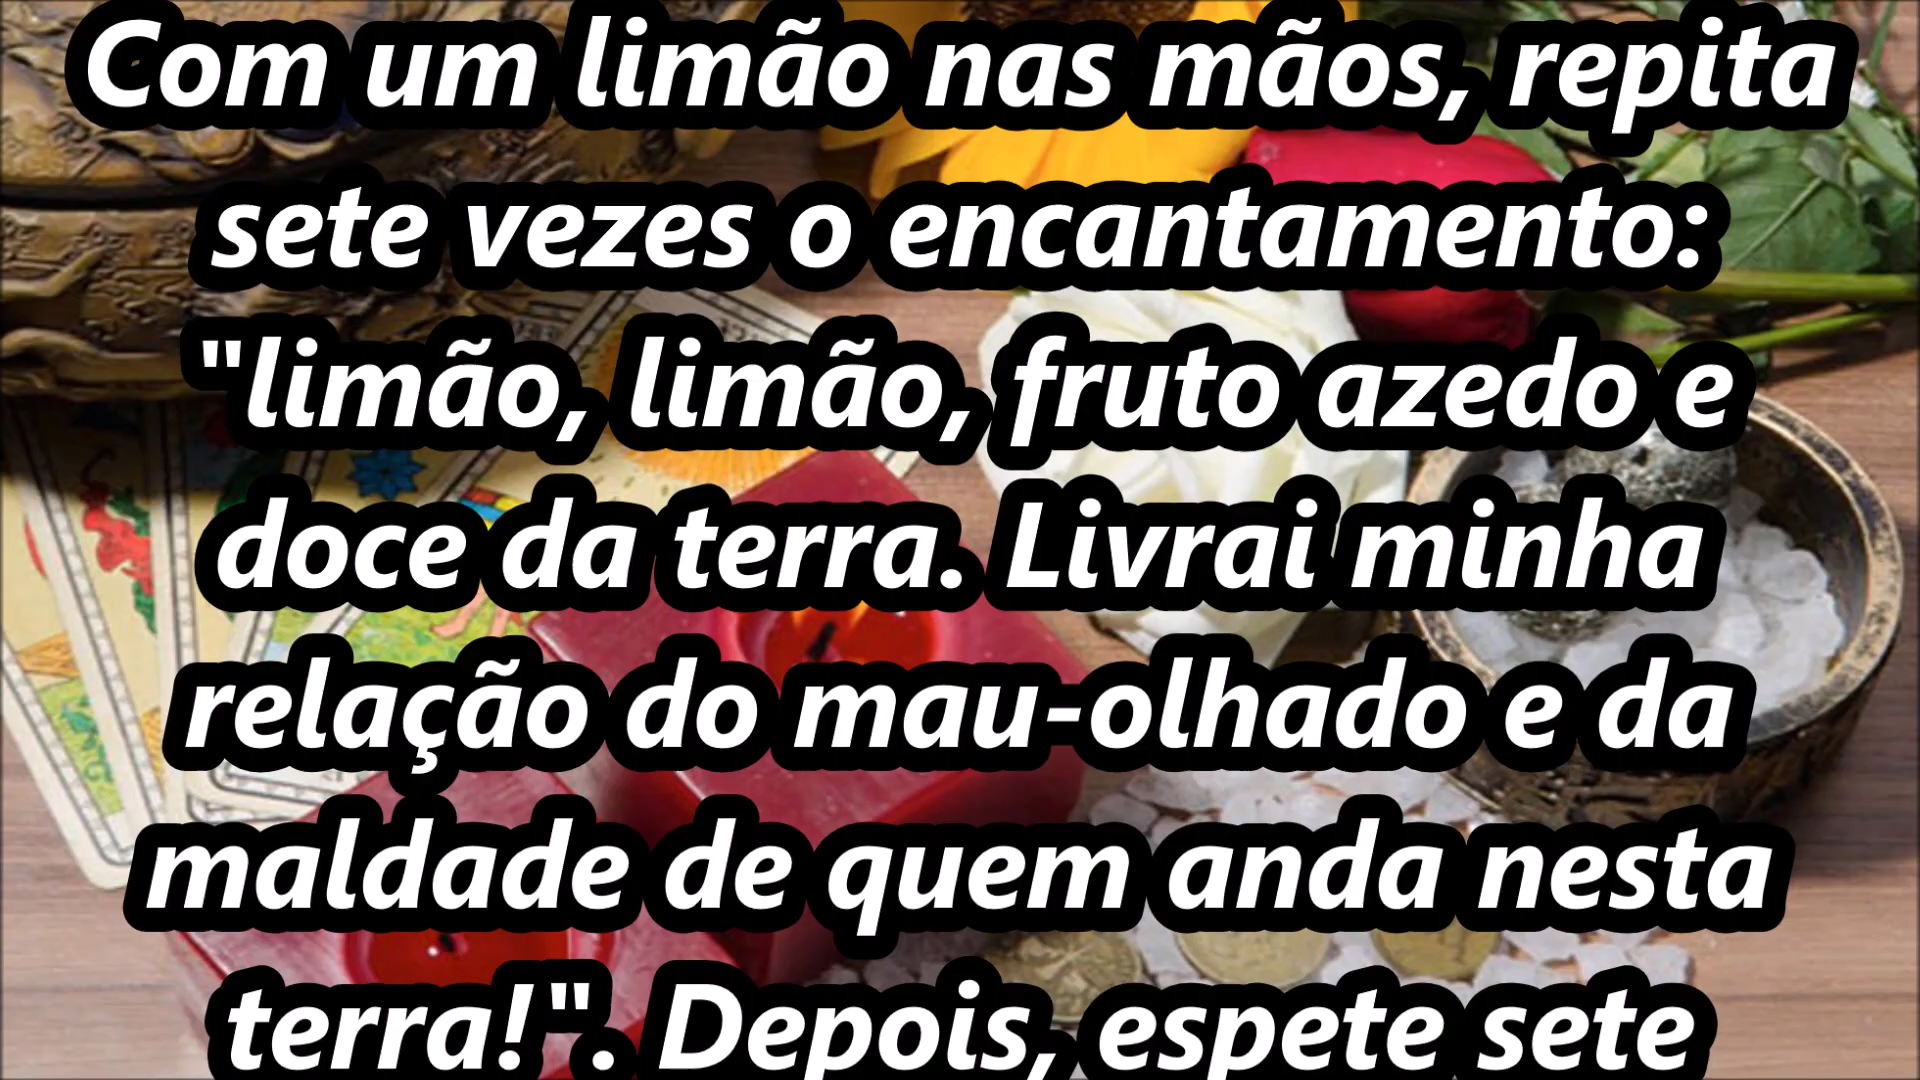 Com um limão nas mãos, repita
sete vezes o encantamento:
"limão, limão, fruto azedo e
doce da terra. Livrai minha
relação do mau-olhado e da
maldade de quem anda nesta
terra!". Depois, espete sete